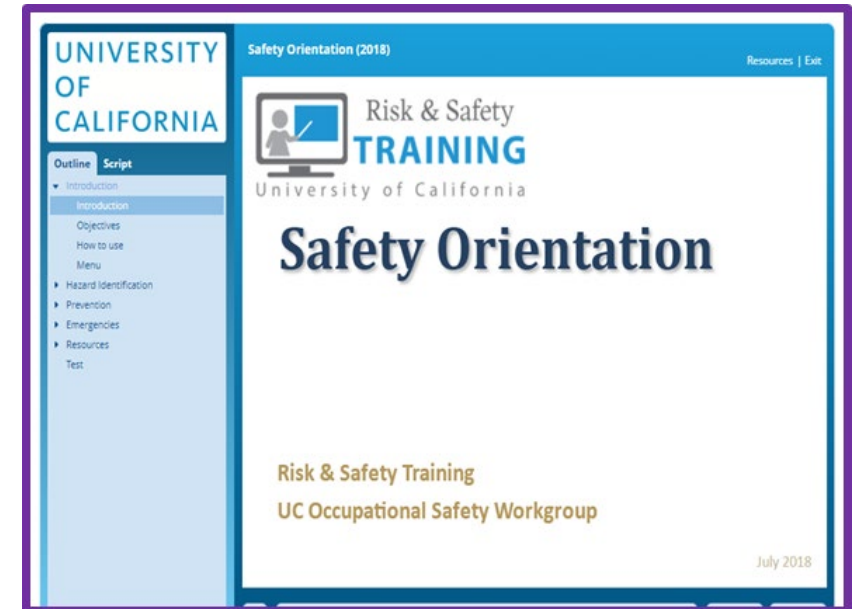 UNIVERSITY
OF
CALIFORNIA
Safety Orientation (2018)
Resources | Exit
Outline Script
Introduction
Introduction
Objectives
How to use
Menu
Hazard Identification
Prevention
Emergencies
Resources
Test
Risk & Safety
TRAINING
University of California
Safety Orientation
Risk & Safety Training
UC Occupational Safety Workgroup
July 2018